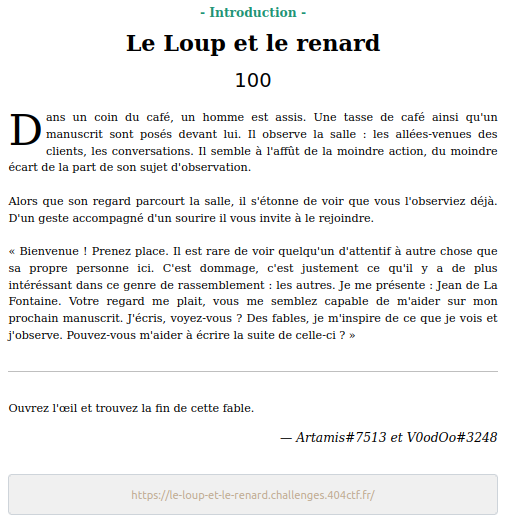 - Introduction -
Le Loup et le renard
100
Dans un coin du café, un homme est assis. Une tasse de café ainsi qu'un
manuscrit sont posés devant lui. Il observe la salle : les allées-venues des
clients, les conversations. Il semble à l'affût de la moindre action, du moindre
écart de la part de son sujet d'observation.
Alors que son regard parcourt la salle, il s'étonne de voir que vous l'observiez déjà.
D'un geste accompagné d'un sourire il vous invite à le rejoindre.
« Bienvenue ! Prenez place. Il est rare de voir quelqu'un d'attentif à autre chose que
sa propre personne ici. C'est dommage, c'est justement ce qu'il y a de plus
intéréssant dans ce genre de rassemblement : les autres. Je me présente : Jean de La
Fontaine. Votre regard me plait, vous me semblez capable de m'aider sur mon
prochain manuscrit. J'écris, voyez-vous ? Des fables, je m'inspire de ce que je vois et
j'observe. Pouvez-vous m'aider à écrire la suite de celle-ci ? »
Ouvrez l'œil et trouvez la fin de cette fable.
— Artamis#7513 et V0odOo#3248
https://le-loup-et-le-renard.challenges.404ctf.fr/